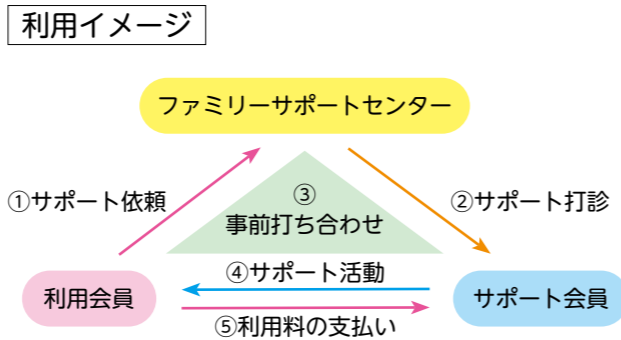 利用イメージ
ファミリーサポートセンター
①サポート依頼
③
事前打ち合わせ
②サポート打診
④サポート活動
利用会員
サポート会員
⑤利用料の支払い